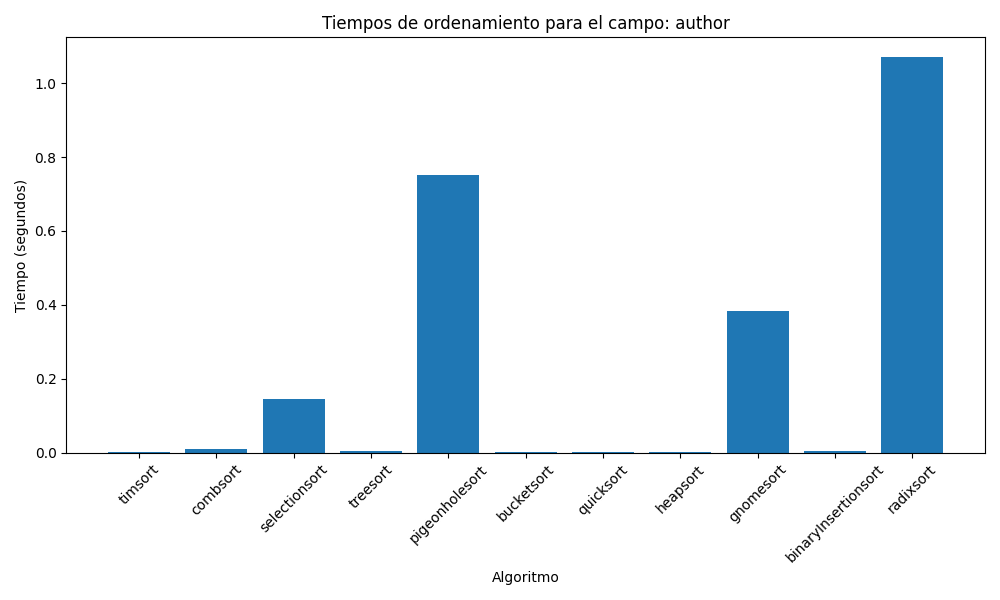 Tiempos de ordenamiento para el campo: author
Tiempo (segundos)
1.0
0.8
0.6
0.4
0.2
0.0
timsort
combsort
selectionsort
treesort
pigeonholesort
bucketsort
quicksort
heapsort
gnomesort
binaryInsertionsort
radixsort
Algoritmo